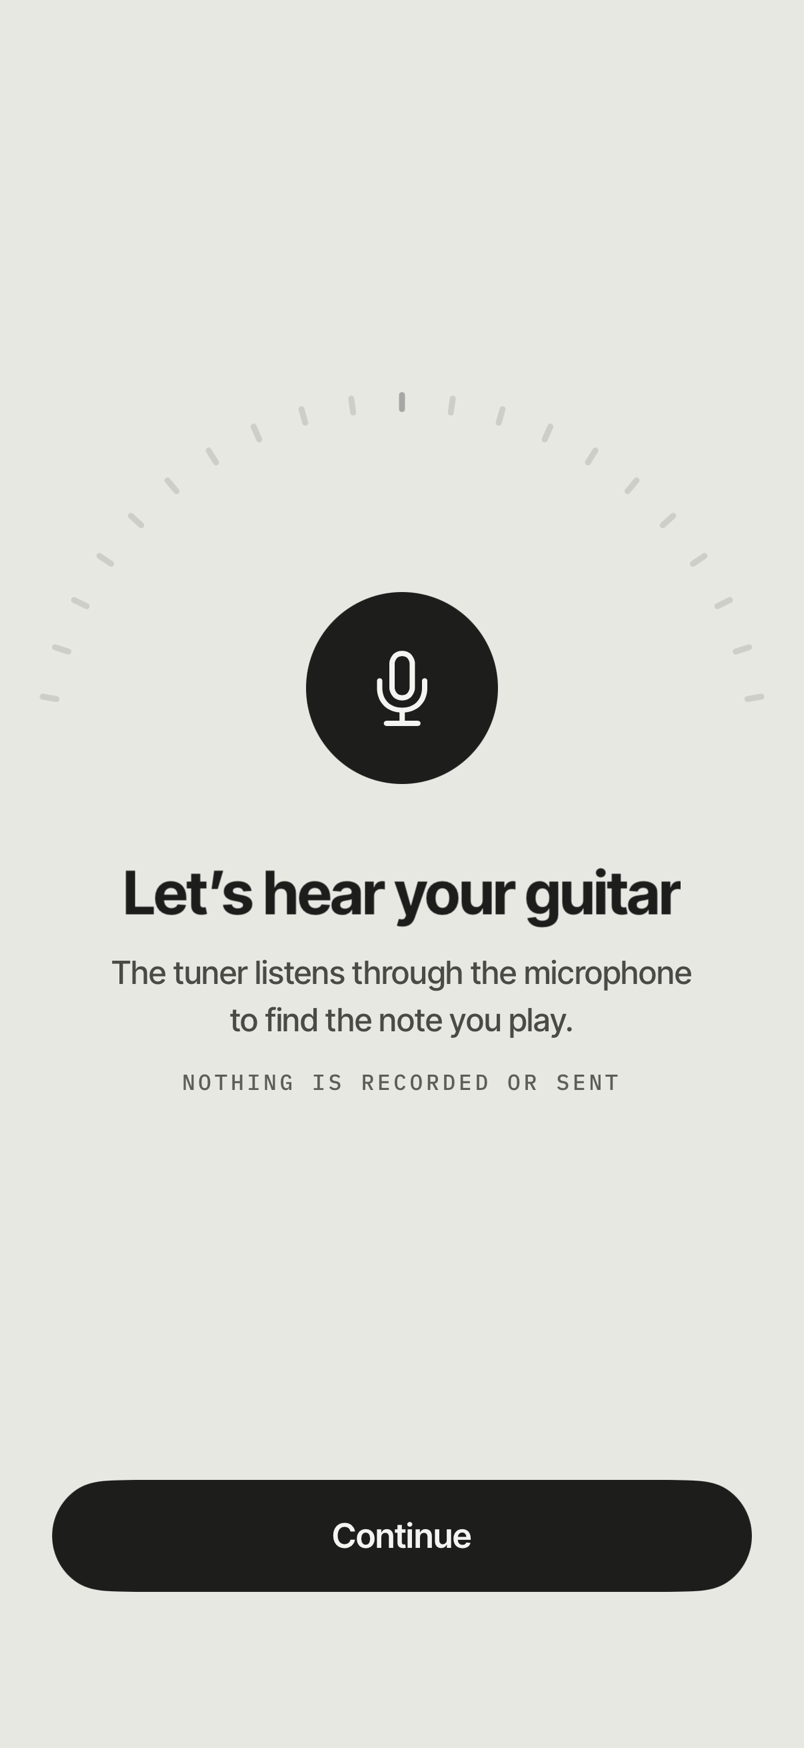 Let’s hear your guitar
The tuner listens through the microphone
to find the note you play.
NOTHING IS RECORDED OR SENT
Continue